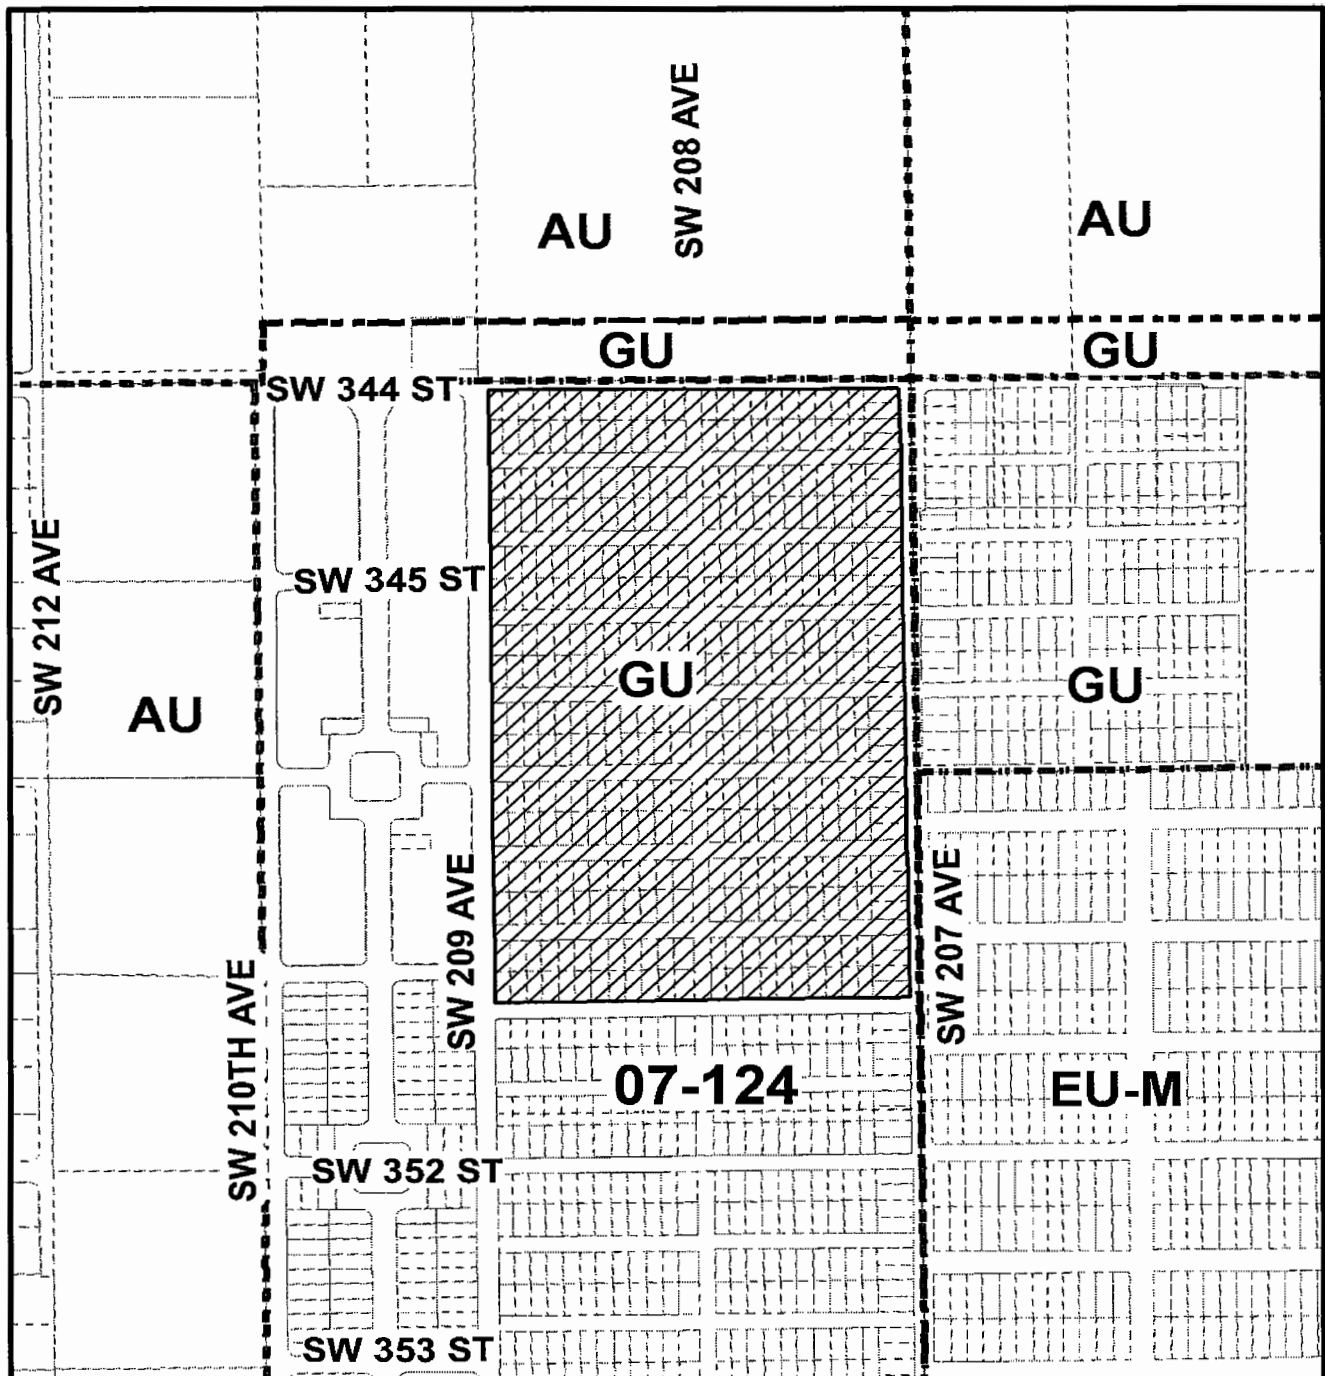 SW 208 AVE
AU
AU
GU
GU
SW 344 ST
SW 212 AVE
SW 345 ST
GU
GU
AU
SW 209 AVE
SW 207 AVE
SW 210TH AVE
07-124
EU-M
SW 352 ST
SW 353 ST